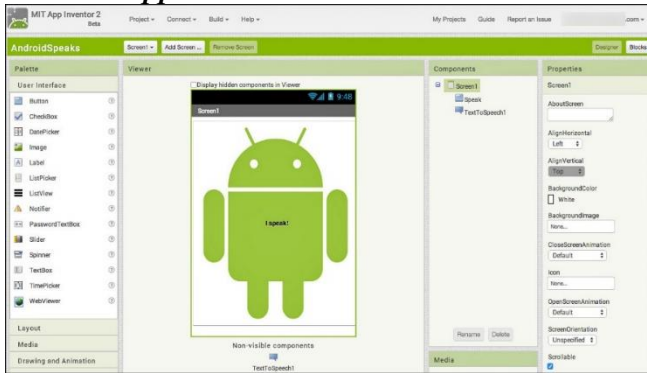 MIT App Inventor 2
Beta
Project Connect Build Help
My Projects Guide Report an Issue .com
AndroidSpeaks
Screen1 Add Screen ... Remove Screen
Designer Blocks
Palette
User Interface
Button
CheckBox
DatePicker
Image
Label
ListPicker
ListView
Notifier
PasswordTextBox
Slider
Spinner
TextBox
TimePicker
WebViewer
Layout
Media
Drawing and Animation
Viewer
Display hidden components in Viewer
9:48
Screen1
I speak!
Non-visible components
TextToSpeech1
Components
Screen1
Speak
TextToSpeech1
Rename Delete
Media
Properties
Screen1
AboutScreen
AlignHorizontal
Left
AlignVertical
Top
BackgroundColor
White
BackgroundImage
None...
CloseScreenAnimation
Default
Icon
None...
OpenScreenAnimation
Default
ScreenOrientation
Unspecified
Scrollable